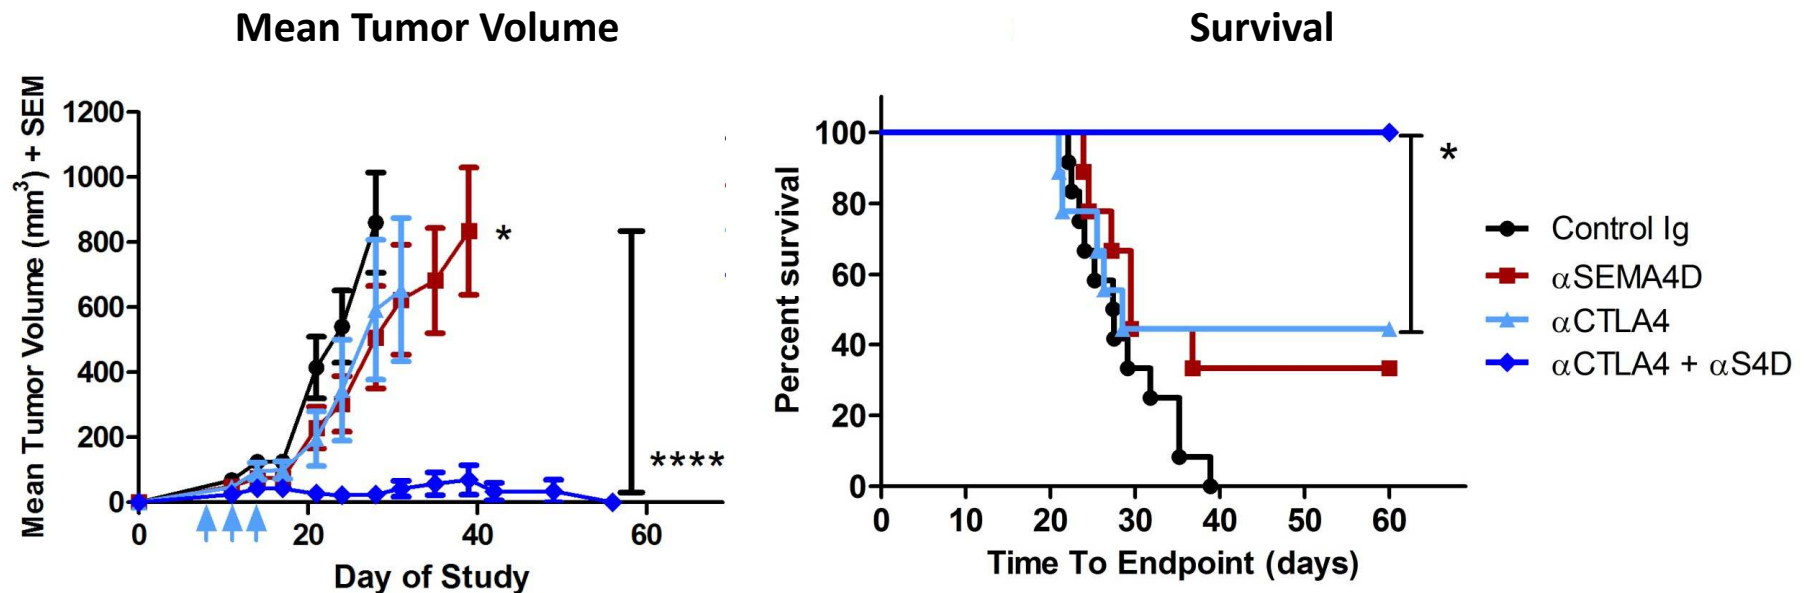 Mean Tumor Volume
Survival
Mean Tumor Volume (mm³) + SEM
1200
1000
800
600
400
200
0
0
20
40
60
Day of Study
*
****
Percent survival
100
80
60
40
20
0
0
10
20
30
40
50
60
Time To Endpoint (days)
*
Control Ig
αSEMA4D
αCTLA4
αCTLA4 + αS4D